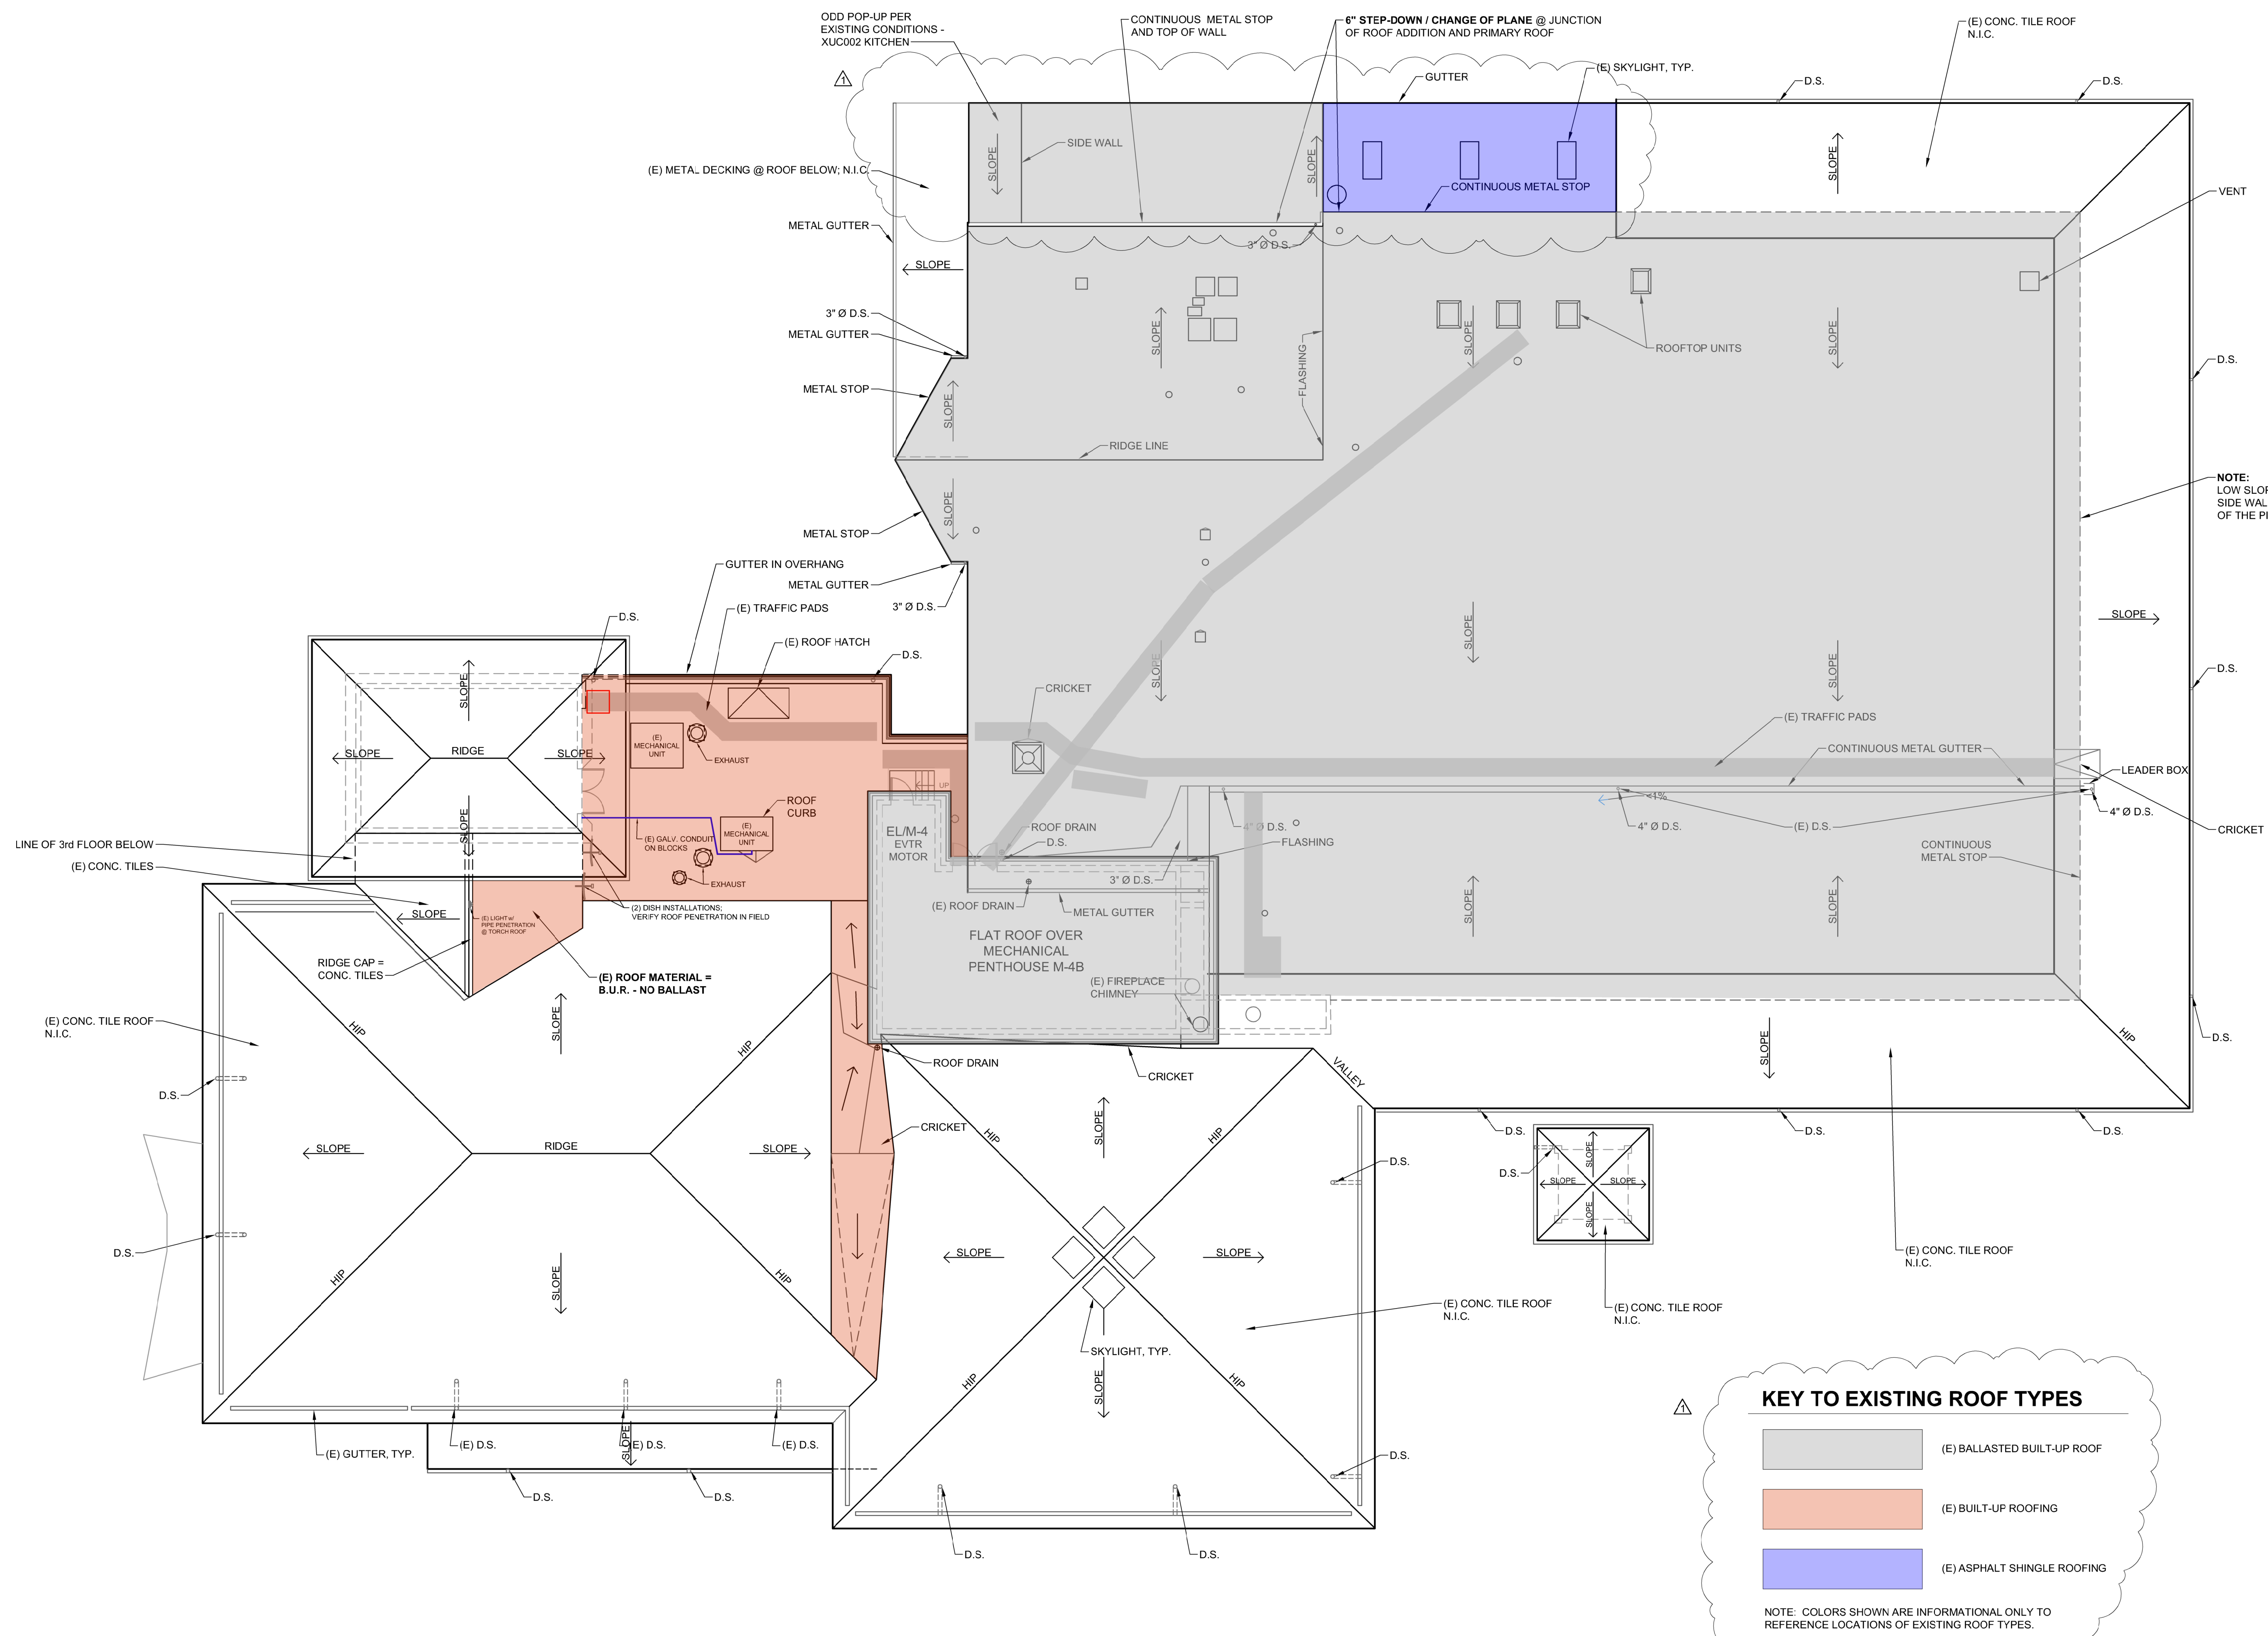 ODD POP-UP PER
EXISTING CONDITIONS -
XUC002 KITCHEN
CONTINUOUS METAL STOP
AND TOP OF WALL
6" STEP-DOWN / CHANGE OF PLANE @ JUNCTION
OF ROOF ADDITION AND PRIMARY ROOF
(E) CONC. TILE ROOF
N.I.C.
1
GUTTER
(E) SKYLIGHT, TYP.
D.S.
D.S.
SLOPE
SIDE WALL
SLOPE
SLOPE
(E) METAL DECKING @ ROOF BELOW; N.I.C.
CONTINUOUS METAL STOP
VENT
METAL GUTTER
3" Ø D.S.
SLOPE
3" Ø D.S.
METAL GUTTER
SLOPE
SLOPE
SLOPE
ROOFTOP UNITS
FLASHING
D.S.
METAL STOP
SLOPE
RIDGE LINE
NOTE:
LOW SLOP
SIDE WAL
OF THE PI
SLOPE
METAL STOP
GUTTER IN OVERHANG
METAL GUTTER
3" Ø D.S.
(E) TRAFFIC PADS
D.S.
(E) ROOF HATCH
D.S.
SLOPE
SLOPE
SLOPE
SLOPE
D.S.
SLOPE
CRICKET
(E) TRAFFIC PADS
SLOPE
RIDGE
SLOPE
(E)
MECHANICAL
UNIT
EXHAUST
CONTINUOUS METAL GUTTER
LEADER BOX
UP
<1%
ROOF
CURB
4" Ø D.S.
CRICKET
SLOPE
(E) GALV. CONDUIT
ON BLOCKS
(E)
MECHANICAL
UNIT
EL/M-4
EVTR
MOTOR
ROOF DRAIN
D.S.
4" Ø D.S.
4" Ø D.S.
(E) D.S.
FLASHING
CONTINUOUS
METAL STOP
LINE OF 3rd FLOOR BELOW
(E) CONC. TILES
EXHAUST
3" Ø D.S.
SLOPE
(E) LIGHT w/
PIPE PENETRATION
@ TORCH ROOF
(2) DISH INSTALLATIONS;
VERIFY ROOF PENETRATION IN FIELD
(E) ROOF DRAIN
METAL GUTTER
SLOPE
SLOPE
FLAT ROOF OVER
MECHANICAL
PENTHOUSE M-4B
RIDGE CAP =
CONC. TILES
(E) ROOF MATERIAL =
B.U.R. - NO BALLAST
(E) FIREPLACE
CHIMNEY
(E) CONC. TILE ROOF
N.I.C.
HIP
SLOPE
HIP
SLOPE
HIP
D.S.
ROOF DRAIN
CRICKET
VALLEY
D.S.
SLOPE
CRICKET
HIP
HIP
D.S.
D.S.
D.S.
SLOPE
RIDGE
SLOPE
D.S.
D.S.
SLOPE
SLOPE
SLOPE
SLOPE
D.S.
HIP
SLOPE
HIP
SLOPE
SLOPE
(E) CONC. TILE ROOF
N.I.C.
(E) CONC. TILE ROOF
N.I.C.
(E) CONC. TILE ROOF
N.I.C.
SKYLIGHT, TYP.
HIP
SLOPE
HIP
(E) GUTTER, TYP.
(E) D.S.
SLOPE
(E) D.S.
(E) D.S.
D.S.
D.S.
D.S.
D.S.
D.S.
1
KEY TO EXISTING ROOF TYPES
(E) BALLASTED BUILT-UP ROOF
(E) BUILT-UP ROOFING
(E) ASPHALT SHINGLE ROOFING
NOTE: COLORS SHOWN ARE INFORMATIONAL ONLY TO
REFERENCE LOCATIONS OF EXISTING ROOF TYPES.